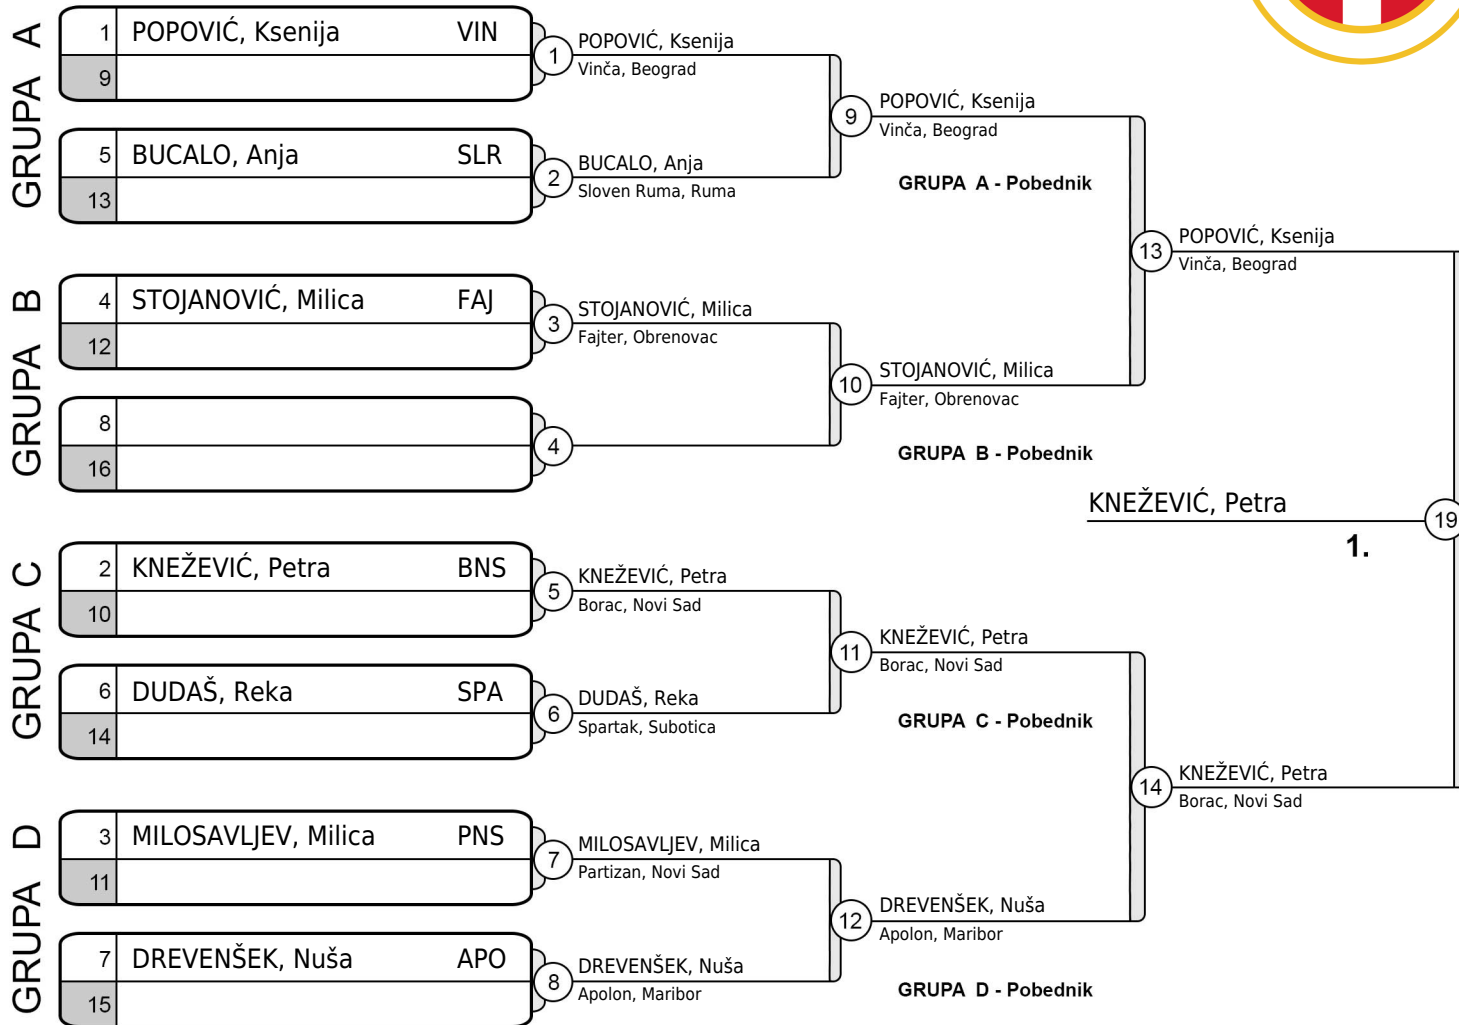 GRUPA A
1 POPOVIĆ, Ksenija VIN
9
5 BUCALO, Anja SLR
13
1
POPOVIĆ, Ksenija
Vinča, Beograd
2
BUCALO, Anja
Sloven Ruma, Ruma
9
POPOVIĆ, Ksenija
Vinča, Beograd
GRUPA A - Pobednik
GRUPA B
4 STOJANOVIĆ, Milica FAJ
12
8
16
3
STOJANOVIĆ, Milica
Fajter, Obrenovac
4
10
STOJANOVIĆ, Milica
Fajter, Obrenovac
GRUPA B - Pobednik
13
POPOVIĆ, Ksenija
Vinča, Beograd
KNEŽEVIĆ, Petra
19
1.
GRUPA C
2 KNEŽEVIĆ, Petra BNS
10
6 DUDAŠ, Reka SPA
14
5
KNEŽEVIĆ, Petra
Borac, Novi Sad
6
DUDAŠ, Reka
Spartak, Subotica
11
KNEŽEVIĆ, Petra
Borac, Novi Sad
GRUPA C - Pobednik
GRUPA D
3 MILOSAVLJEV, Milica PNS
11
7 DREVENŠEK, Nuša APO
15
7
MILOSAVLJEV, Milica
Partizan, Novi Sad
8
DREVENŠEK, Nuša
Apolon, Maribor
12
DREVENŠEK, Nuša
Apolon, Maribor
GRUPA D - Pobednik
14
KNEŽEVIĆ, Petra
Borac, Novi Sad